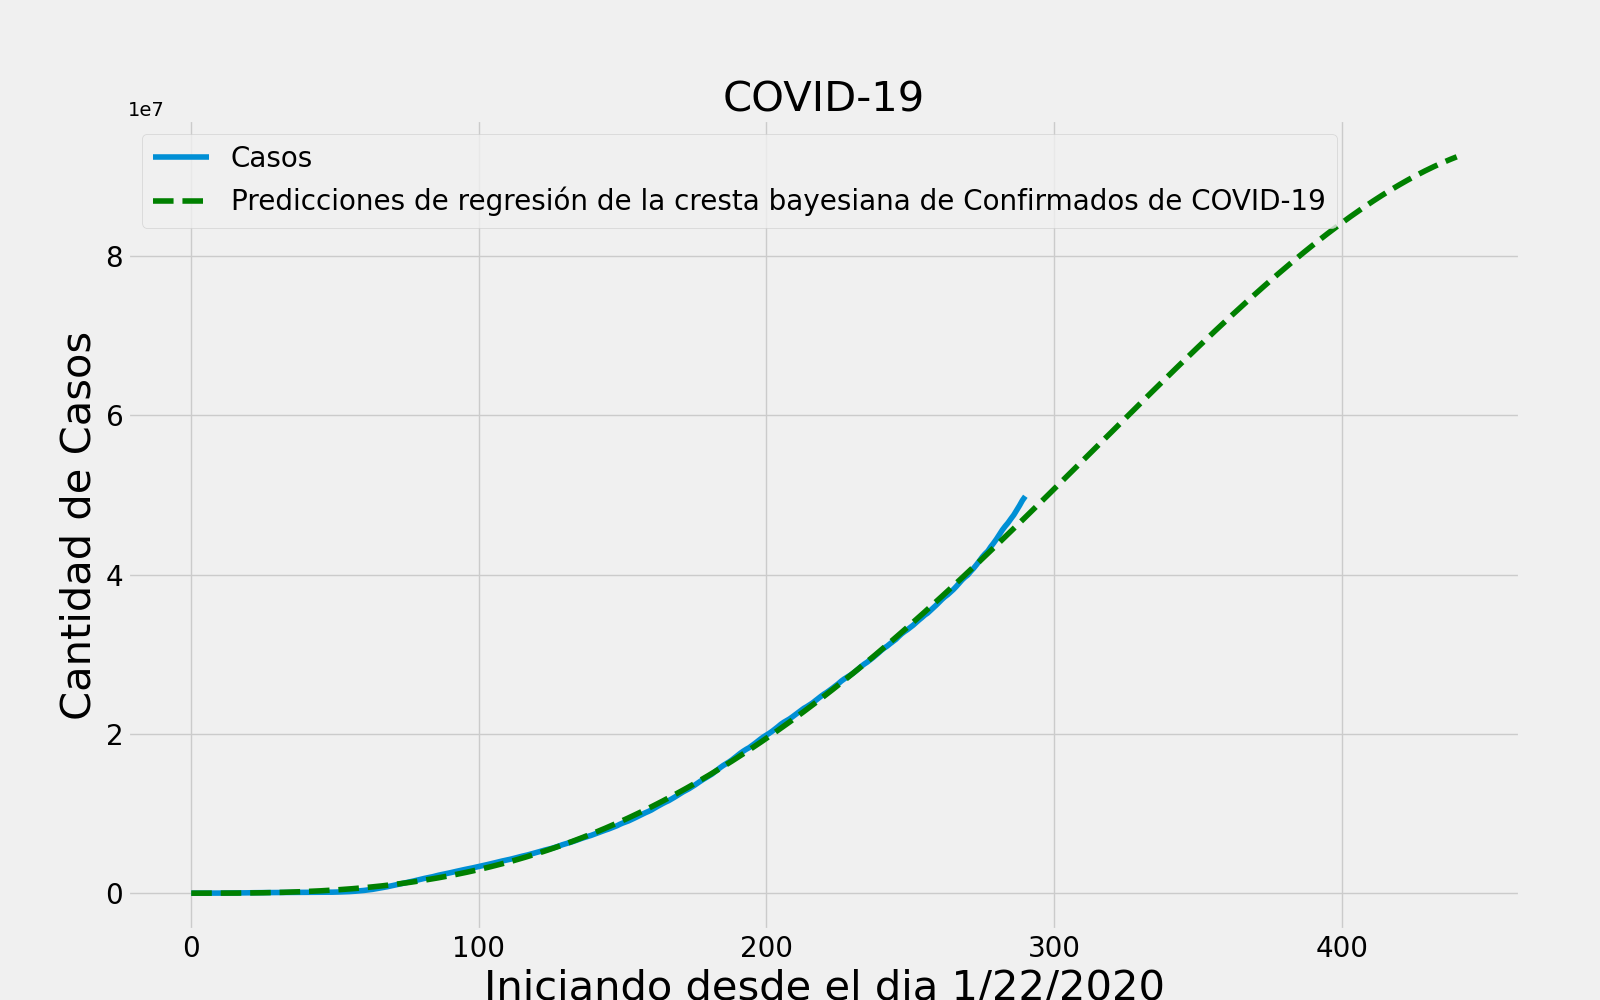 COVID-19
1e7
Casos
Predicciones de regresión de la cresta bayesiana de Confirmados de COVID-19
Cantidad de Casos
8
6
4
2
0
0 100 200 300 400
Iniciando desde el dia 1/22/2020